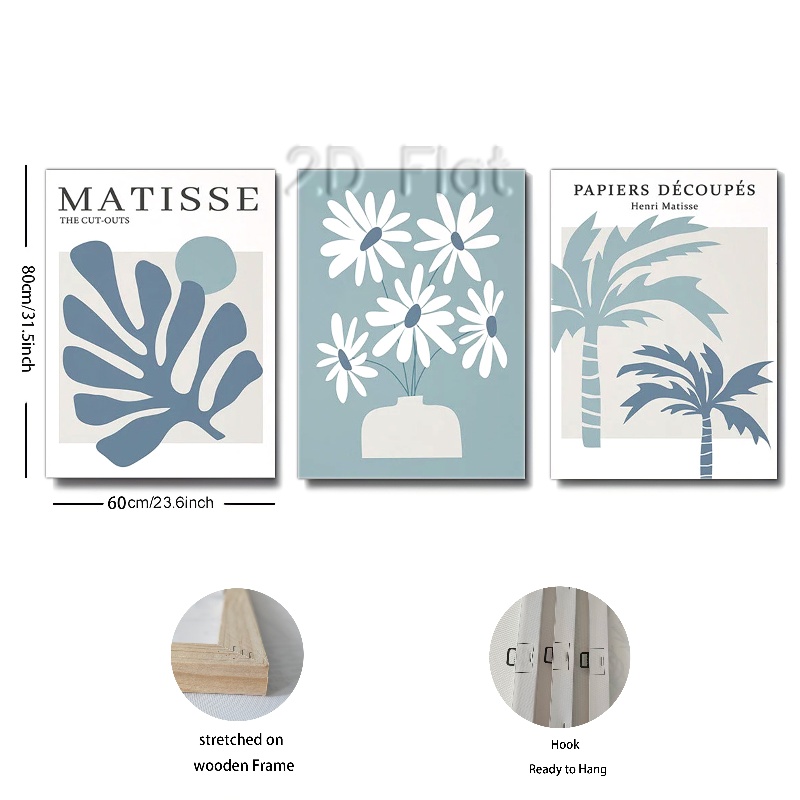 2D Flat
MATISSE
THE CUT-OUTS
PAPIERS DÉCOUPÉS
Henri Matisse
80cm/31.5inch
60cm/23.6inch
stretched on
wooden Frame
Hook
Ready to Hang